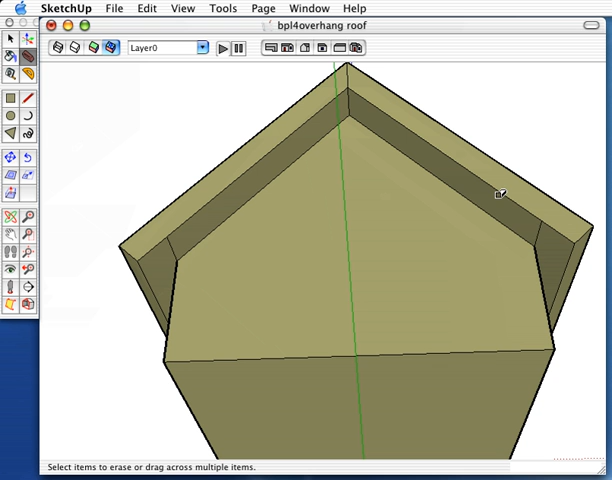 SketchUp File Edit View Tools Page Window Help
bpl4overhang roof
Layer0
Select items to erase or drag across multiple items.